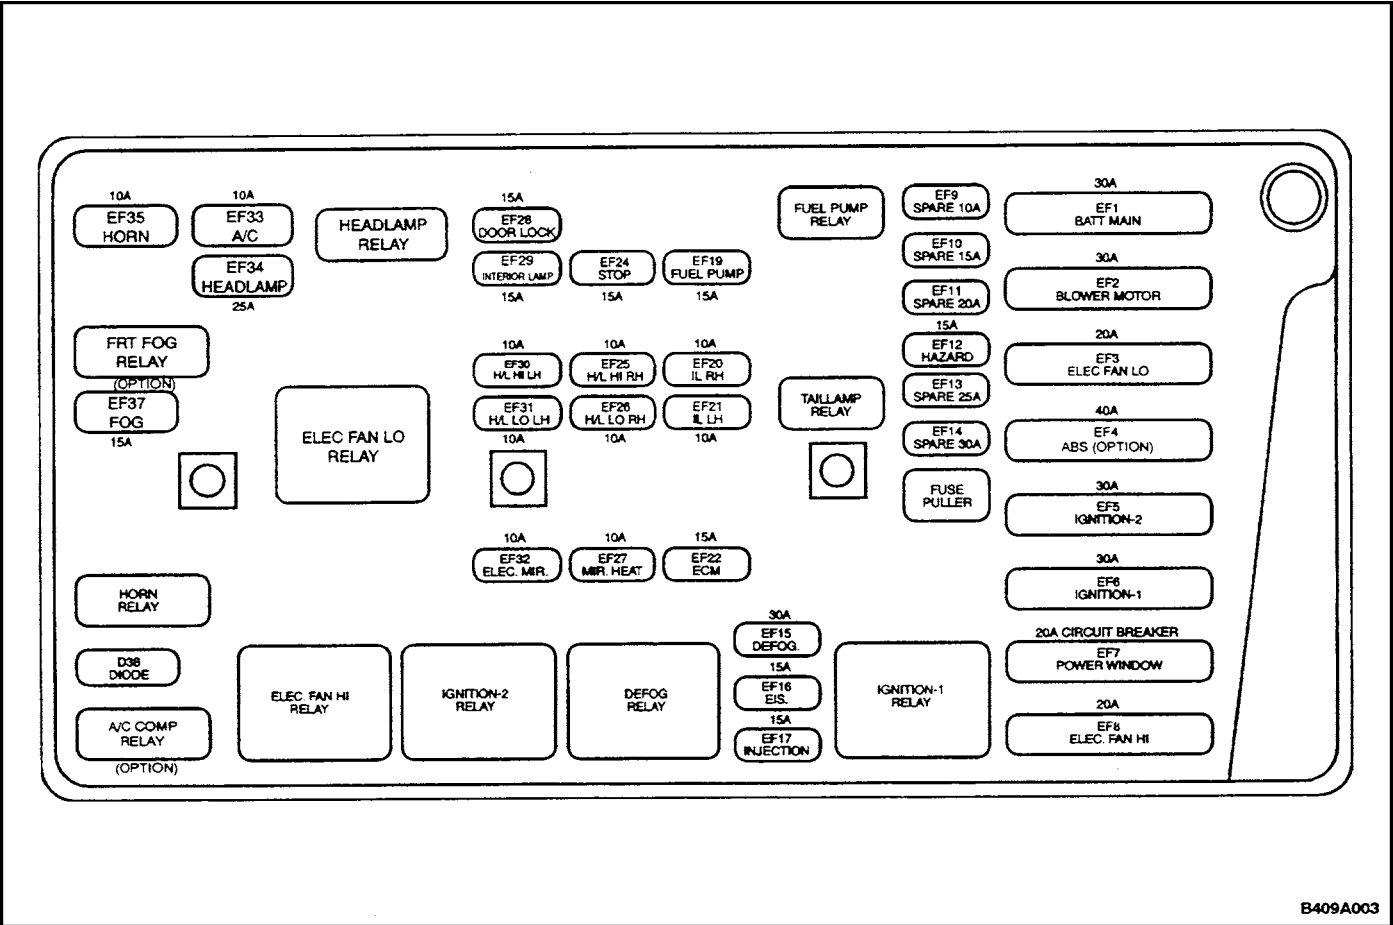 10A
EF35
HORN
10A
EF33
A/C
EF34
HEADLAMP
25A
HEADLAMP
RELAY
15A
EF28
DOOR LOCK
EF29
INTERIOR LAMP
15A
EF24
STOP
15A
EF19
FUEL PUMP
15A
FUEL PUMP
RELAY
EF9
SPARE 10A
EF10
SPARE 15A
EF11
SPARE 20A
15A
EF12
HAZARD
EF13
SPARE 25A
EF14
SPARE 30A
FUSE
PULLER
30A
EF1
BATT MAIN
30A
EF2
BLOWER MOTOR
20A
EF3
ELEC FAN LO
40A
EF4
ABS (OPTION)
30A
EF5
IGNITION-2
30A
EF6
IGNITION-1
20A CIRCUIT BREAKER
EF7
POWER WINDOW
20A
EF8
ELEC. FAN HI
FRT FOG
RELAY
(OPTION)
EF37
FOG
15A
ELEC FAN LO
RELAY
10A
EF30
H/L HI LH
EF31
H/L LO LH
10A
10A
EF25
H/L HI RH
EF26
H/L LO RH
10A
10A
EF20
IL RH
EF21
IL LH
10A
TAILLAMP
RELAY
10A
EF32
ELEC. MIR.
10A
EF27
MIR. HEAT
15A
EF22
ECM
HORN
RELAY
D38
DIODE
A/C COMP
RELAY
(OPTION)
ELEC. FAN HI
RELAY
IGNITION-2
RELAY
DEFOG
RELAY
30A
EF15
DEFOG.
15A
EF16
EIS.
15A
EF17
INJECTION
IGNITION-1
RELAY
B409A003